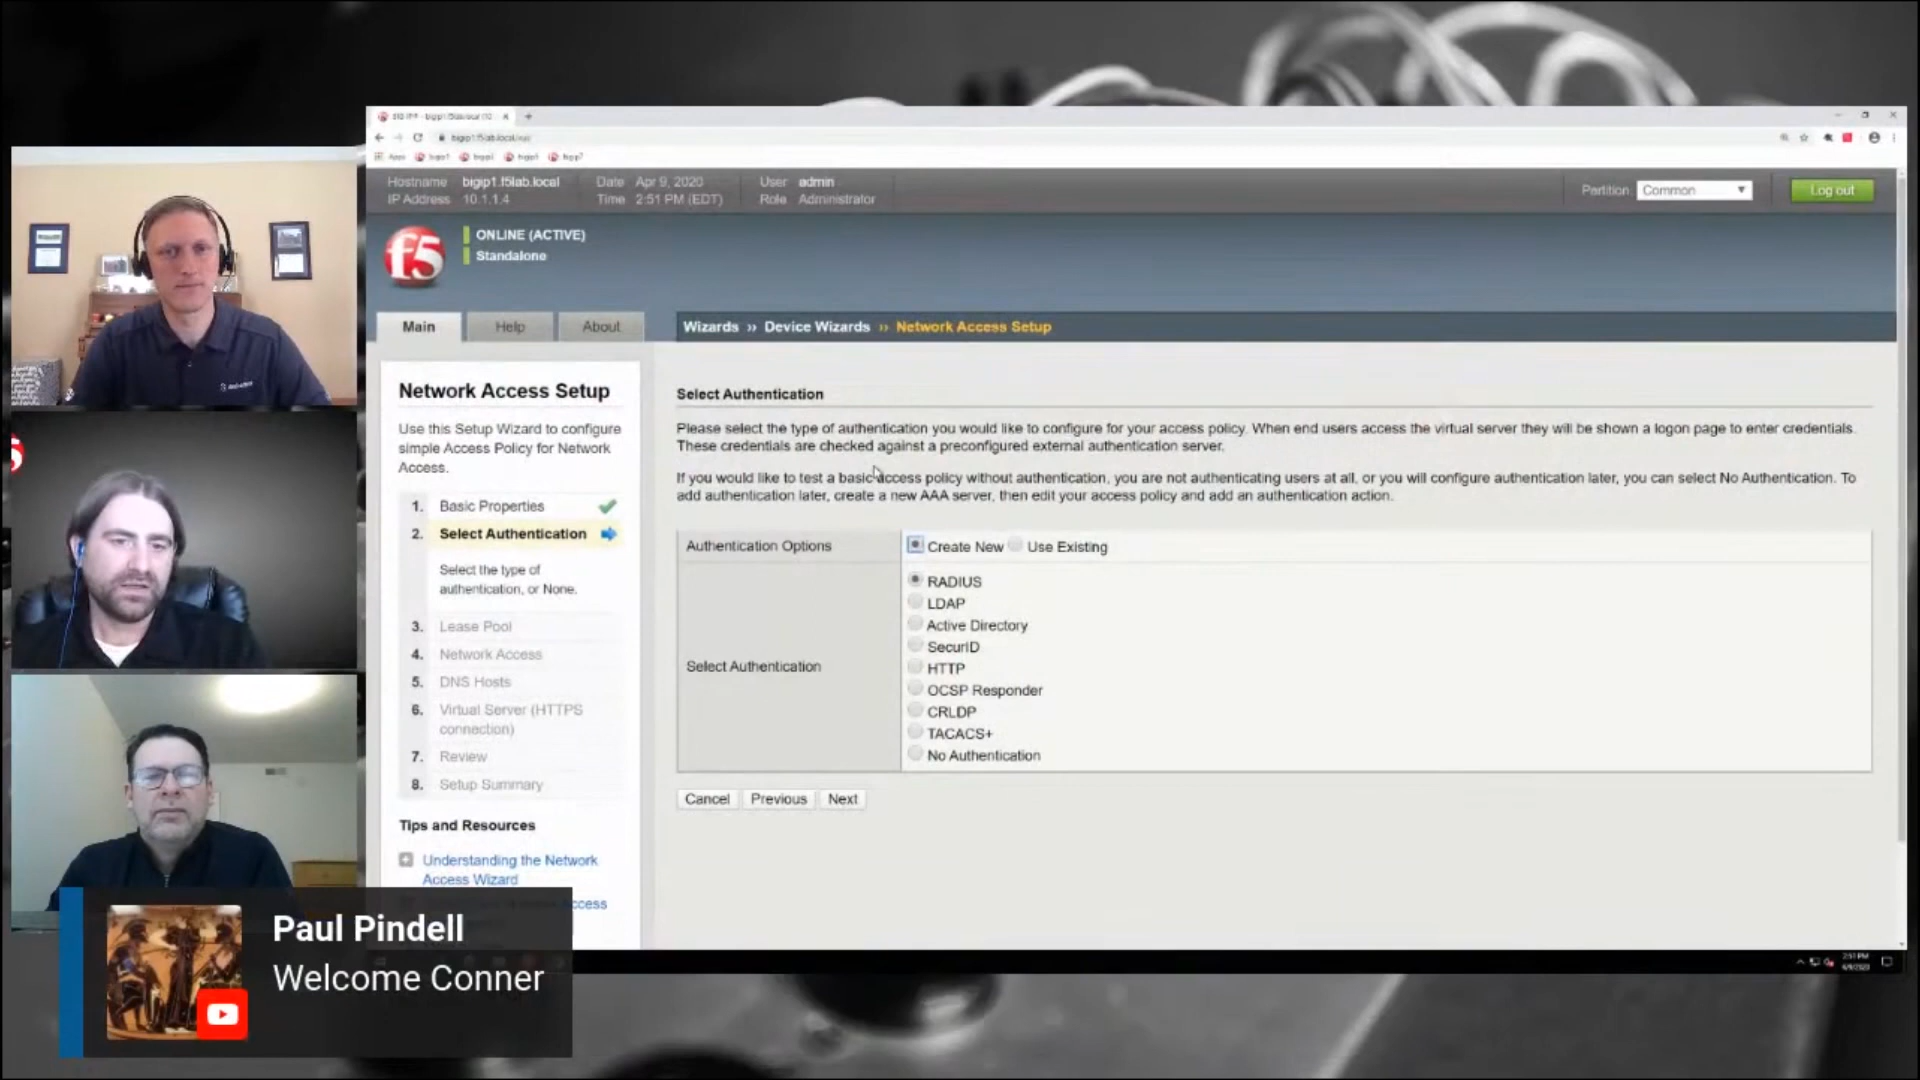 Hostname bigip1.f5lab.local
IP Address 10.1.1.4
Date Apr 9, 2020
Time 2:51 PM (EDT)
User admin
Role Administrator
Partition Common
Log out
f5
ONLINE (ACTIVE)
Standalone
Main
Help
About
Wizards ›› Device Wizards ›› Network Access Setup
Network Access Setup
Use this Setup Wizard to configure
simple Access Policy for Network
Access.
1. Basic Properties
2. Select Authentication
Select the type of
authentication, or None.
3. Lease Pool
4. Network Access
5. DNS Hosts
6. Virtual Server (HTTPS
connection)
7. Review
8. Setup Summary
Tips and Resources
Understanding the Network
Access Wizard
ccess
Select Authentication
Please select the type of authentication you would like to configure for your access policy. When end users access the virtual server they will be shown a logon page to enter credentials.
These credentials are checked against a preconfigured external authentication server.
If you would like to test a basic access policy without authentication, you are not authenticating users at all, or you will configure authentication later, you can select No Authentication. To
add authentication later, create a new AAA server, then edit your access policy and add an authentication action.
Authentication Options
Create New Use Existing
Select Authentication
RADIUS
LDAP
Active Directory
SecurID
HTTP
OCSP Responder
CRLDP
TACACS+
No Authentication
Cancel Previous Next
2:51 PM
Paul Pindell
Welcome Conner